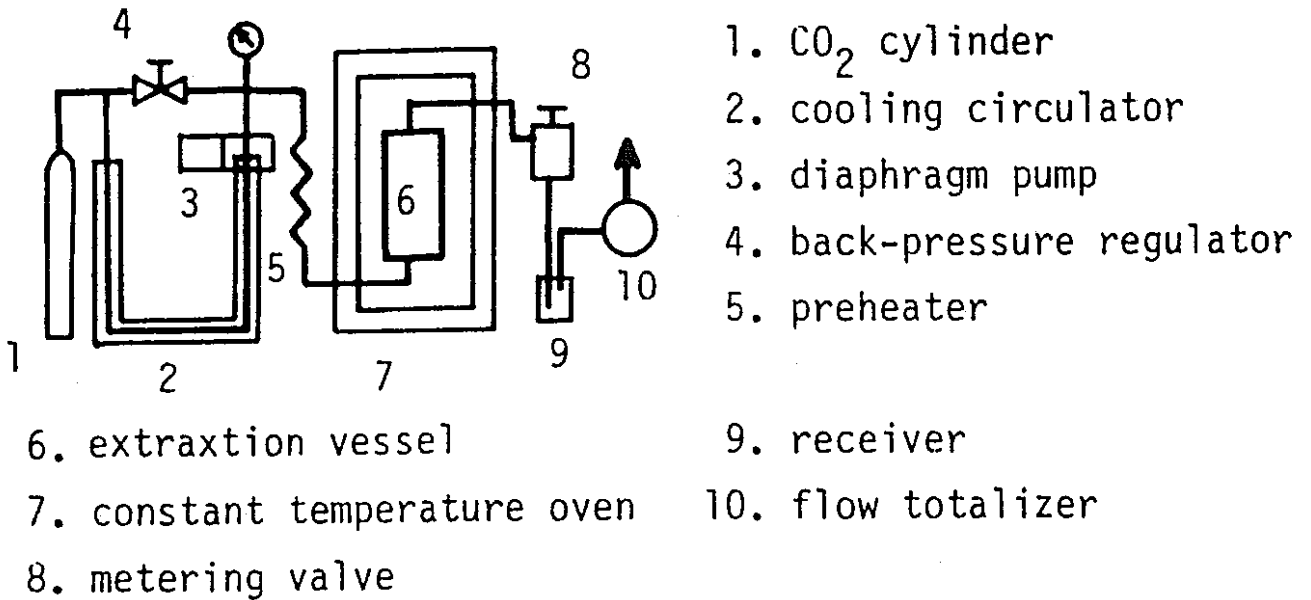 4
8
3
6
5
10
1
2
7
9
1. CO₂ cylinder
2. cooling circulator
3. diaphragm pump
4. back-pressure regulator
5. preheater
6. extraxtion vessel
7. constant temperature oven
8. metering valve
9. receiver
10. flow totalizer